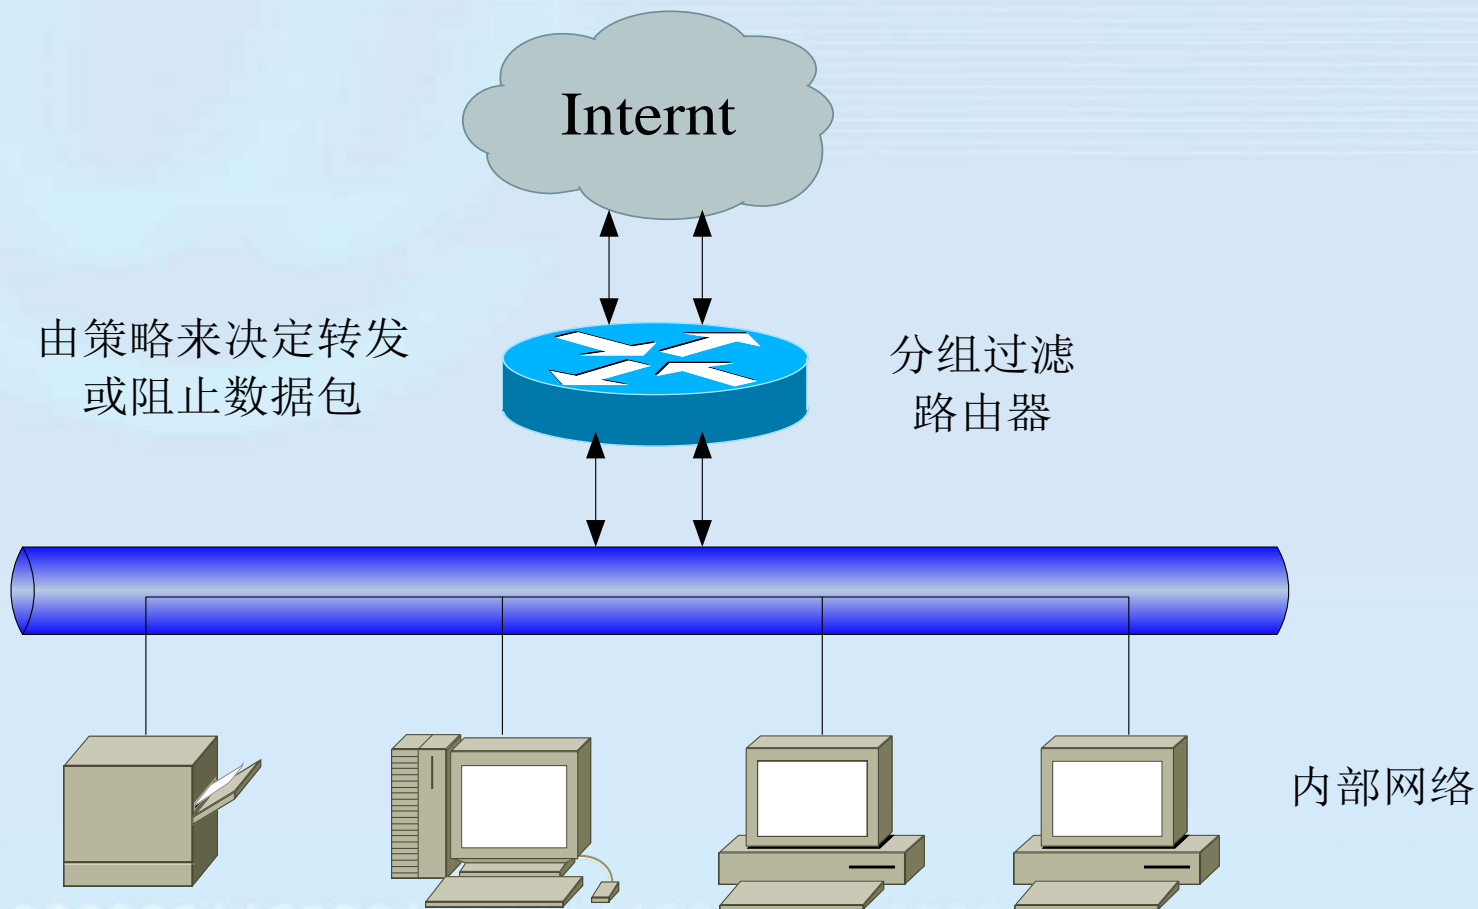 Internt
由策略来决定转发
或阻止数据包
分组过滤
路由器
内部网络